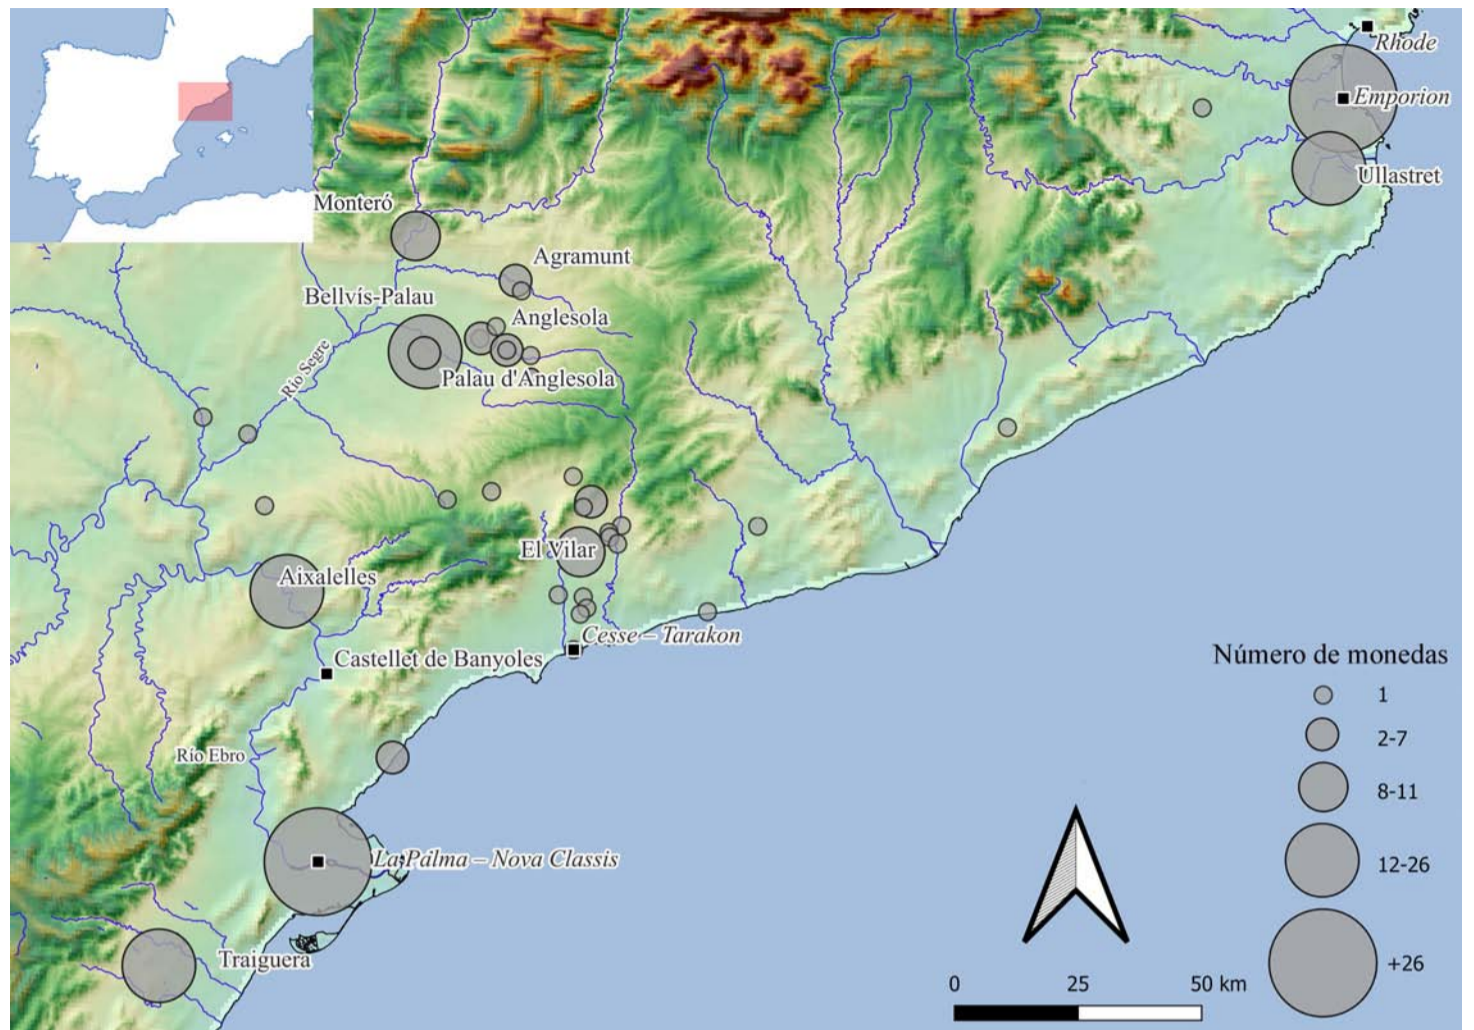 Rhode
Emporion
Ullastret
Monteró
Agramunt
Bellvís-Palau
Anglesola
Río Segre
Palau d'Anglesola
El Vilar
Aixalelles
Cesse – Tarakon
Castellet de Banyoles
Río Ebro
La Palma – Nova Classis
Traiguera
Número de monedas
1
2-7
8-11
12-26
+26
0 25 50 km